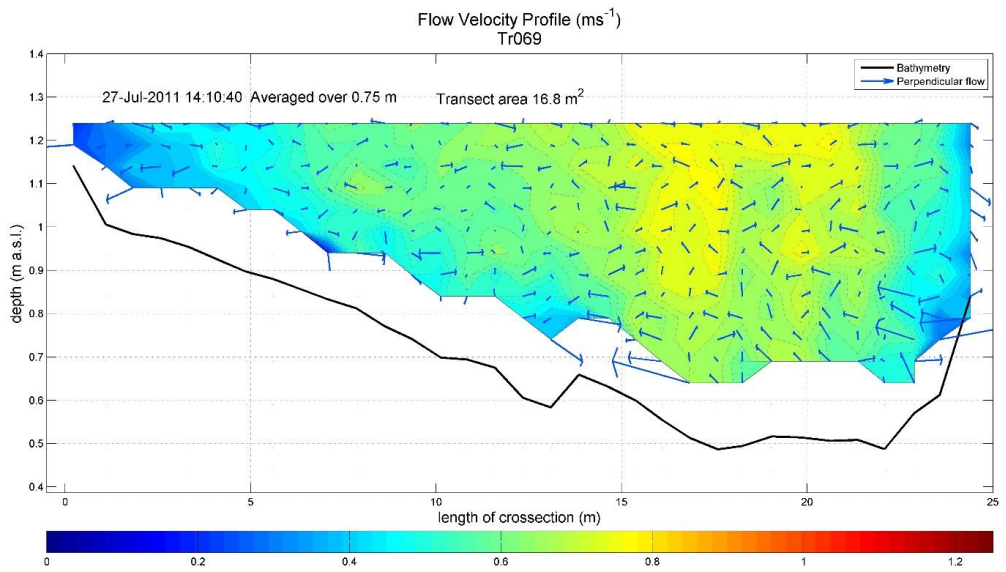 Flow Velocity Profile (ms-1)
Tr069
1.4
Bathymetry
Perpendicular flow
1.3
27-Jul-2011 14:10:40 Averaged over 0.75 m
Transect area 16.8 m2
1.2
1.1
1
0.9
0.8
0.7
0.6
0.5
0.4
depth (m a.s.l.)
0 5 10 15 20 25
length of crossection (m)
0 0.2 0.4 0.6 0.8 1 1.2